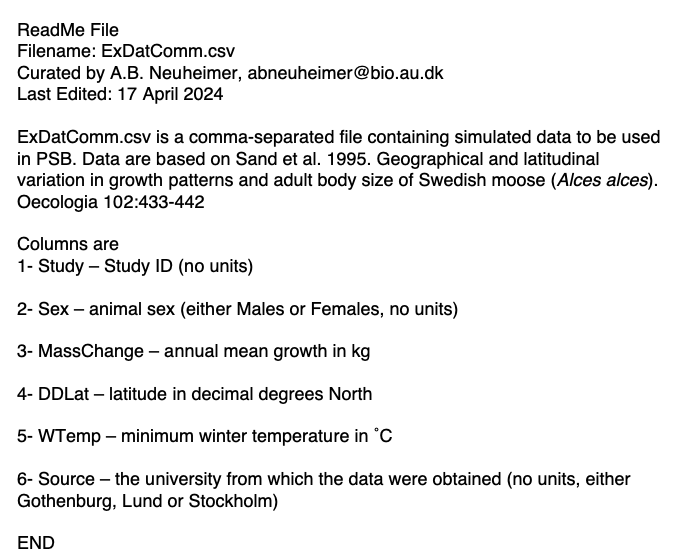 ReadMe File
Filename: ExDatComm.csv
Curated by A.B. Neuheimer, abneuheimer@bio.au.dk
Last Edited: 17 April 2024
ExDatComm.csv is a comma-separated file containing simulated data to be used
in PSB. Data are based on Sand et al. 1995. Geographical and latitudinal
variation in growth patterns and adult body size of Swedish moose (Alces alces).
Oecologia 102:433-442
Columns are
1- Study – Study ID (no units)
2- Sex – animal sex (either Males or Females, no units)
3- MassChange – annual mean growth in kg
4- DDLat – latitude in decimal degrees North
5- WTemp – minimum winter temperature in ˚C
6- Source – the university from which the data were obtained (no units, either
Gothenburg, Lund or Stockholm)
END